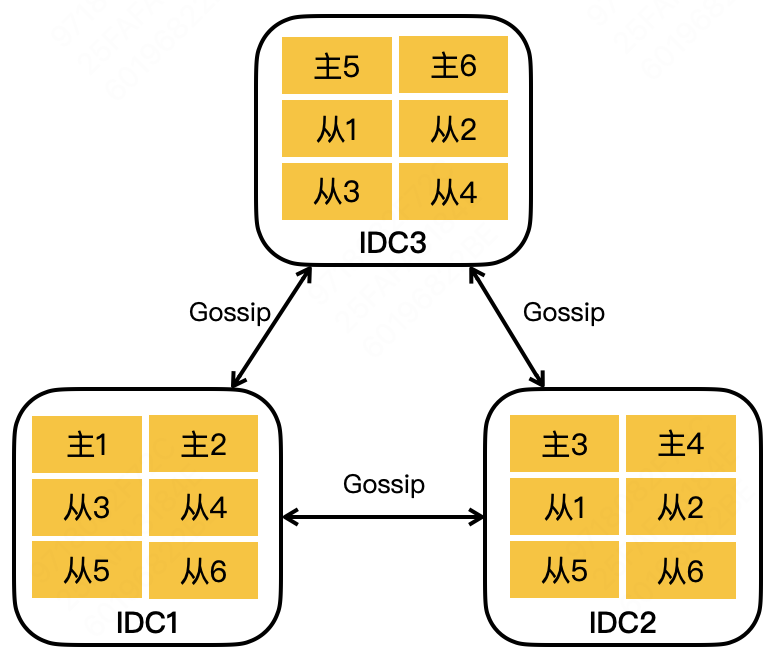 主5 主6
从1 从2
从3 从4
IDC3
Gossip Gossip
主1 主2
从3 从4
从5 从6
IDC1
Gossip
主3 主4
从1 从2
从5 从6
IDC2